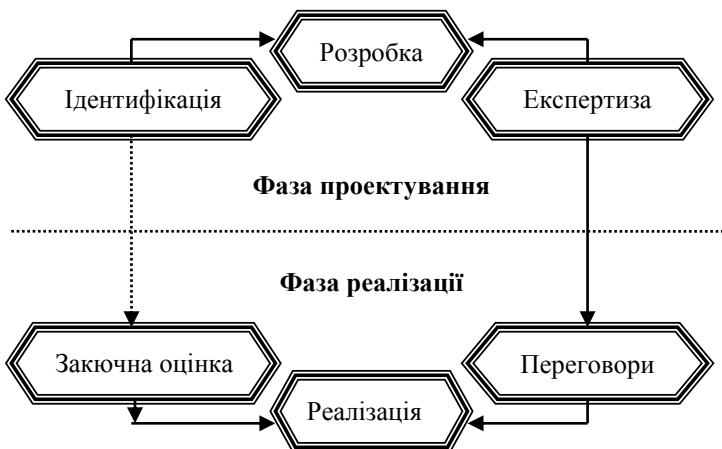 Розробка
Ідентифікація
Експертиза
Фаза проектування
Фаза реалізації
Закючна оцінка
Переговори
Реалізація